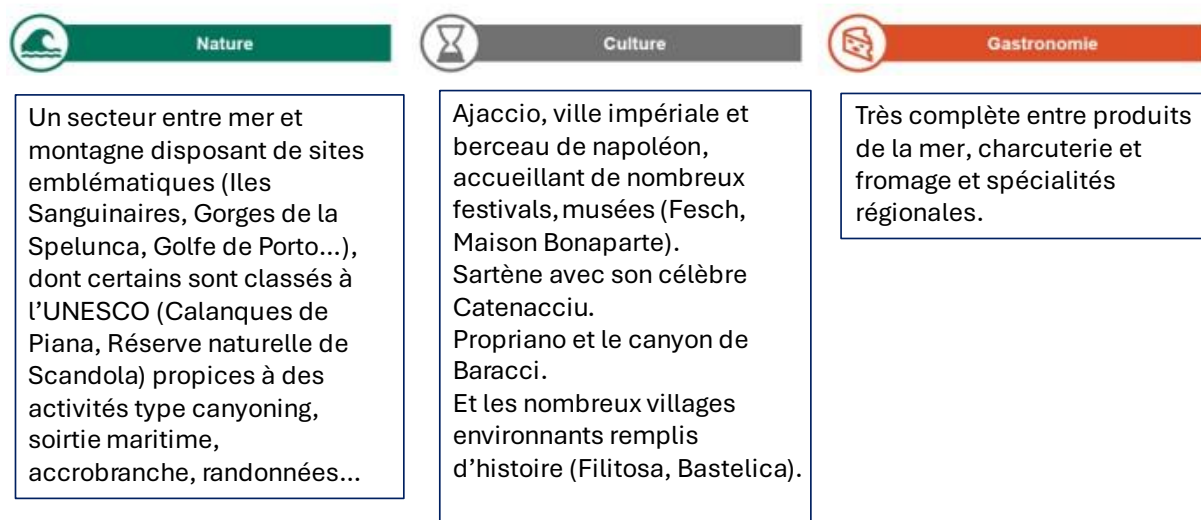 Nature
Un secteur entre mer et
montagne disposant de sites
emblématiques (Iles
Sanguinaires, Gorges de la
Spelunca, Golfe de Porto...),
dont certains sont classés à
l’UNESCO (Calanques de
Piana, Réserve naturelle de
Scandola) propices à des
activités type canyoning,
soirtie maritime,
accrobranche, randonnées...
Culture
Ajaccio, ville impériale et
berceau de napoléon,
accueillant de nombreux
festivals, musées (Fesch,
Maison Bonaparte).
Sartène avec son célèbre
Catenacciu.
Propriano et le canyon de
Baracci.
Et les nombreux villages
environnants remplis
d’histoire (Filitosa, Bastelica).
Gastronomie
Très complète entre produits
de la mer, charcuterie et
fromage et spécialités
régionales.